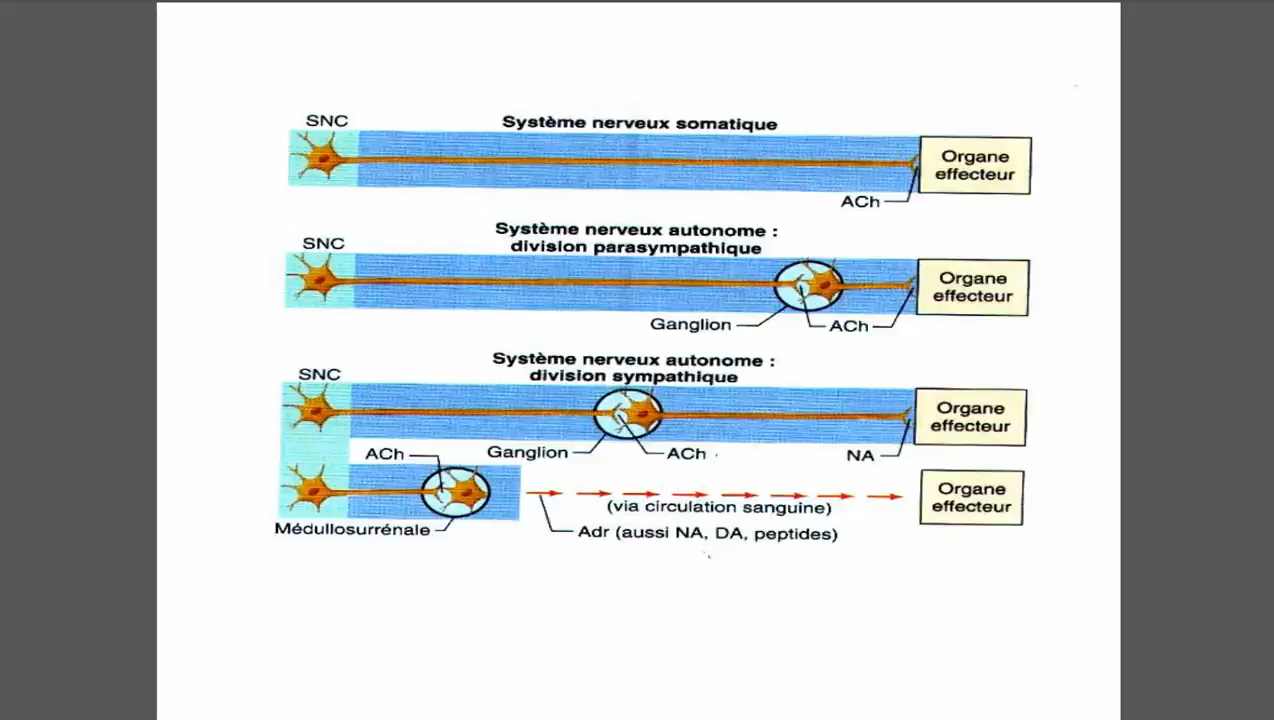 SNC
Système nerveux somatique
Organe
effecteur
ACh
Système nerveux autonome :
division parasympathique
SNC
Organe
effecteur
Ganglion
ACh
Système nerveux autonome :
division sympathique
SNC
Organe
effecteur
ACh
Ganglion
ACh
NA
Organe
effecteur
(via circulation sanguine)
Médullosurrénale
Adr (aussi NA, DA, peptides)